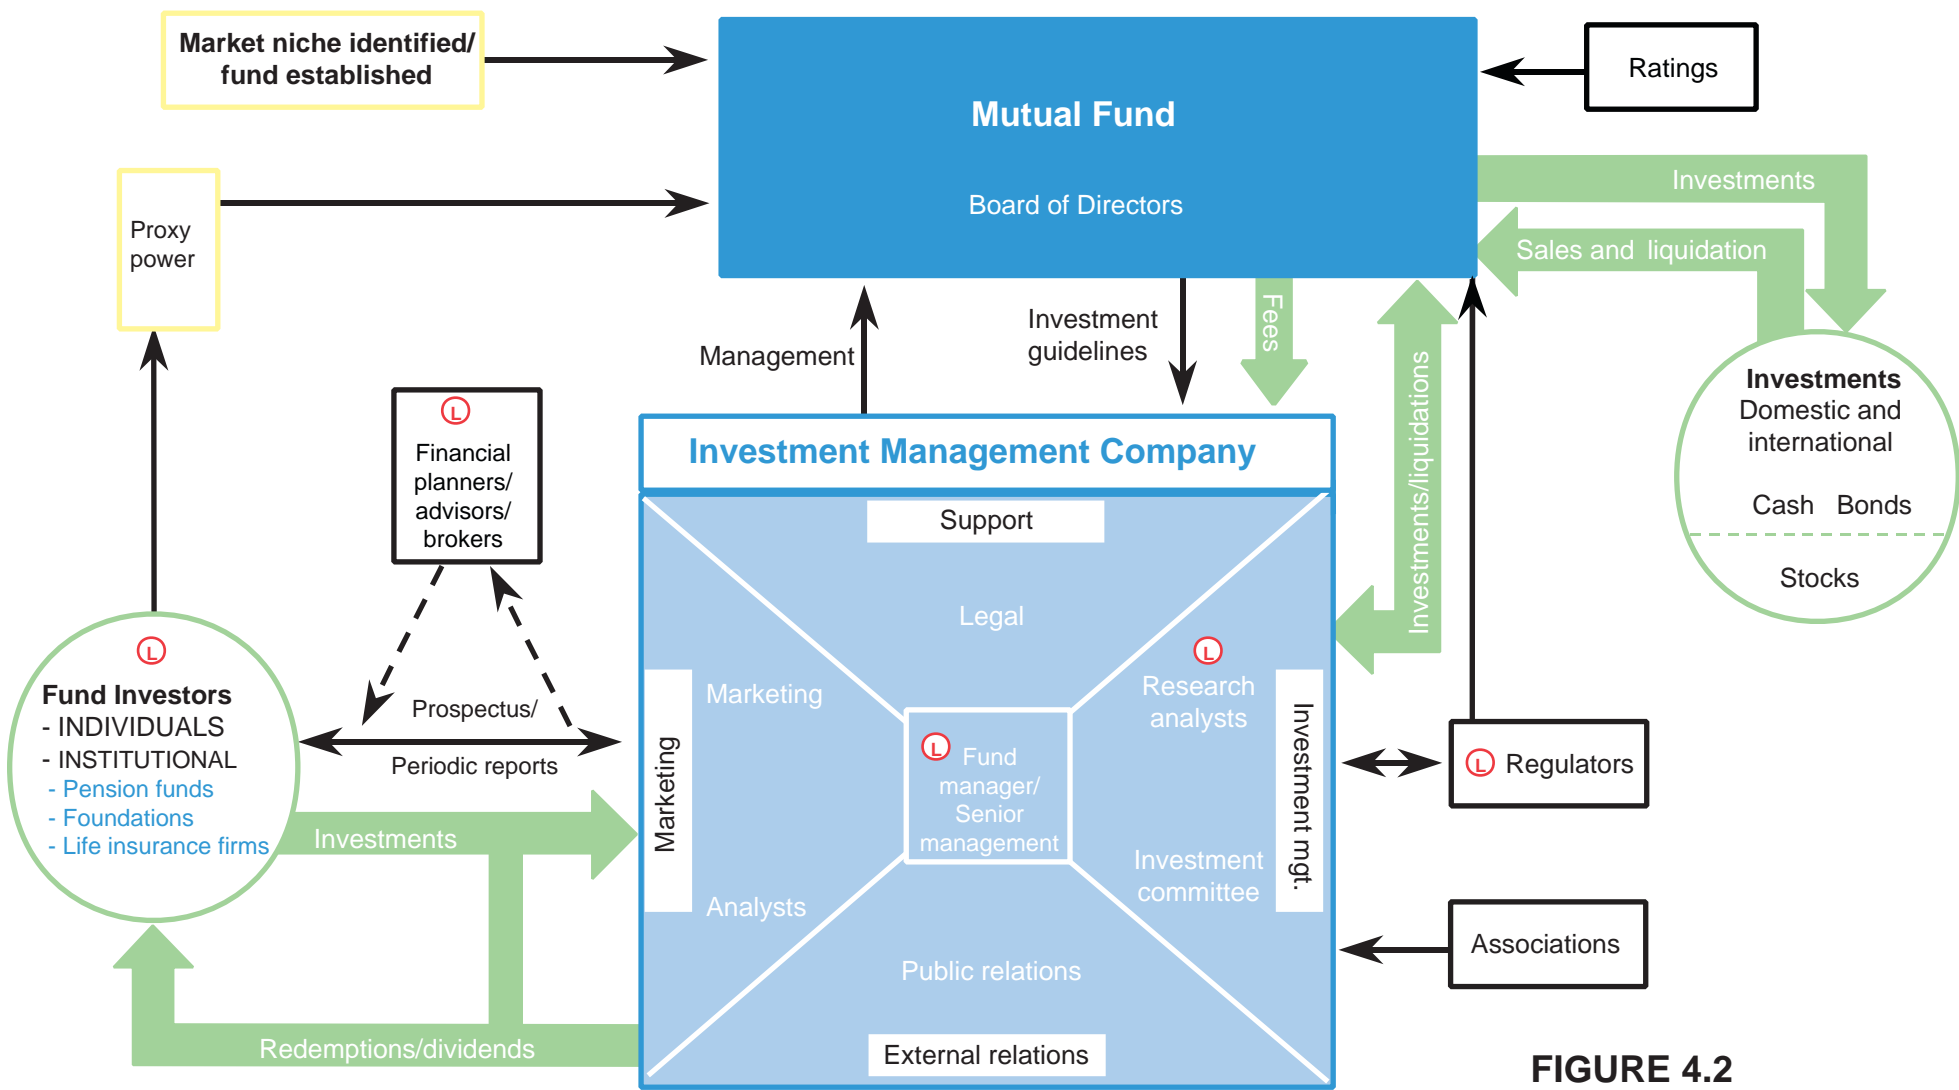 Market niche identified/
fund established
Mutual Fund
Board of Directors
Ratings
Proxy
power
Investments
Sales and liquidation
Management
Investment
guidelines
Fees
Investments/liquidations
Investments
Domestic and
international
Cash Bonds
Stocks
L
Financial
planners/
advisors/
brokers
Investment Management Company
Support
Legal
L
Fund Investors
- INDIVIDUALS
- INSTITUTIONAL
- Pension funds
- Foundations
- Life insurance firms
Prospectus/
Periodic reports
Investments
Redemptions/dividends
Marketing
Marketing
Analysts
L
Fund
manager/
Senior
management
L
Research
analysts
Investment
committee
Investment mgt.
Public relations
External relations
L Regulators
Associations
FIGURE 4.2